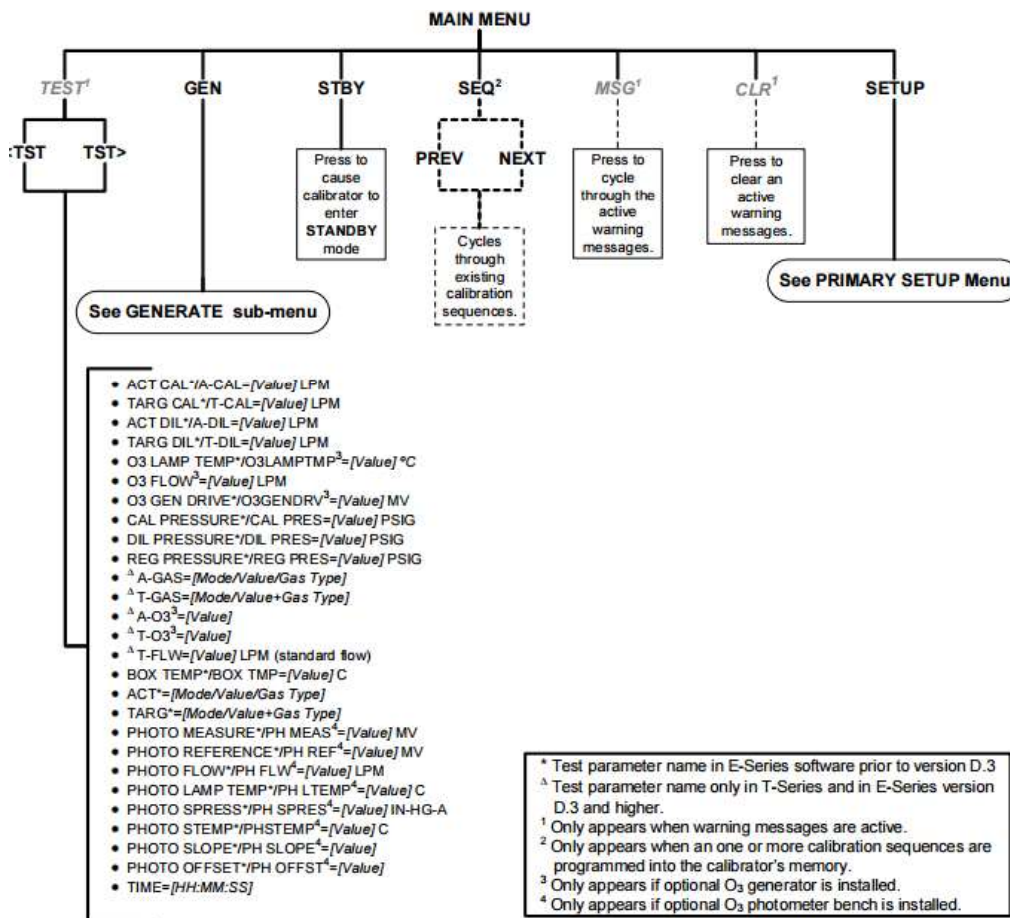 MAIN MENU
TEST¹ GEN STBY SEQ² MSG¹ CLR¹ SETUP
<TST TST>
PREV NEXT
Press to
cause
calibrator to
enter
STANDBY
mode
Cycles
through
existing
calibration
sequences.
Press to
cycle
through the
active
warning
messages.
Press to
clear an
active
warning
messages.
See GENERATE sub-menu
See PRIMARY SETUP Menu
• ACT CAL*/A-CAL=[Value] LPM
• TARG CAL*/T-CAL=[Value] LPM
• ACT DIL*/A-DIL=[Value] LPM
• TARG DIL*/T-DIL=[Value] LPM
• O3 LAMP TEMP*/O3LAMPTMP³=[Value] ºC
• O3 FLOW³=[Value] LPM
• O3 GEN DRIVE*/O3GENDRV³=[Value] MV
• CAL PRESSURE*/CAL PRES=[Value] PSIG
• DIL PRESSURE*/DIL PRES=[Value] PSIG
• REG PRESSURE*/REG PRES=[Value] PSIG
• Δ A-GAS=[Mode/Value/Gas Type]
• Δ T-GAS=[Mode/Value+Gas Type]
• Δ A-O3³=[Value]
• Δ T-O3³=[Value]
• Δ T-FLW=[Value] LPM (standard flow)
• BOX TEMP*/BOX TMP=[Value] C
• ACT*=[Mode/Value/Gas Type]
• TARG*=[Mode/Value+Gas Type]
• PHOTO MEASURE*/PH MEAS⁴=[Value] MV
• PHOTO REFERENCE*/PH REF⁴=[Value] MV
• PHOTO FLOW*/PH FLW⁴=[Value] LPM
• PHOTO LAMP TEMP*/PH LTEMP⁴=[Value] C
• PHOTO SPRESS*/PH SPRES⁴=[Value] IN-HG-A
• PHOTO STEMP*/PHSTEMP⁴=[Value] C
• PHOTO SLOPE*/PH SLOPE⁴=[Value]
• PHOTO OFFSET*/PH OFFST⁴=[Value]
• TIME=[HH:MM:SS]
* Test parameter name in E-Series software prior to version D.3
Δ Test parameter name only in T-Series and in E-Series version
D.3 and higher.
¹ Only appears when warning messages are active.
² Only appears when an one or more calibration sequences are
programmed into the calibrator's memory.
³ Only appears if optional O₃ generator is installed.
⁴ Only appears if optional O₃ photometer bench is installed.